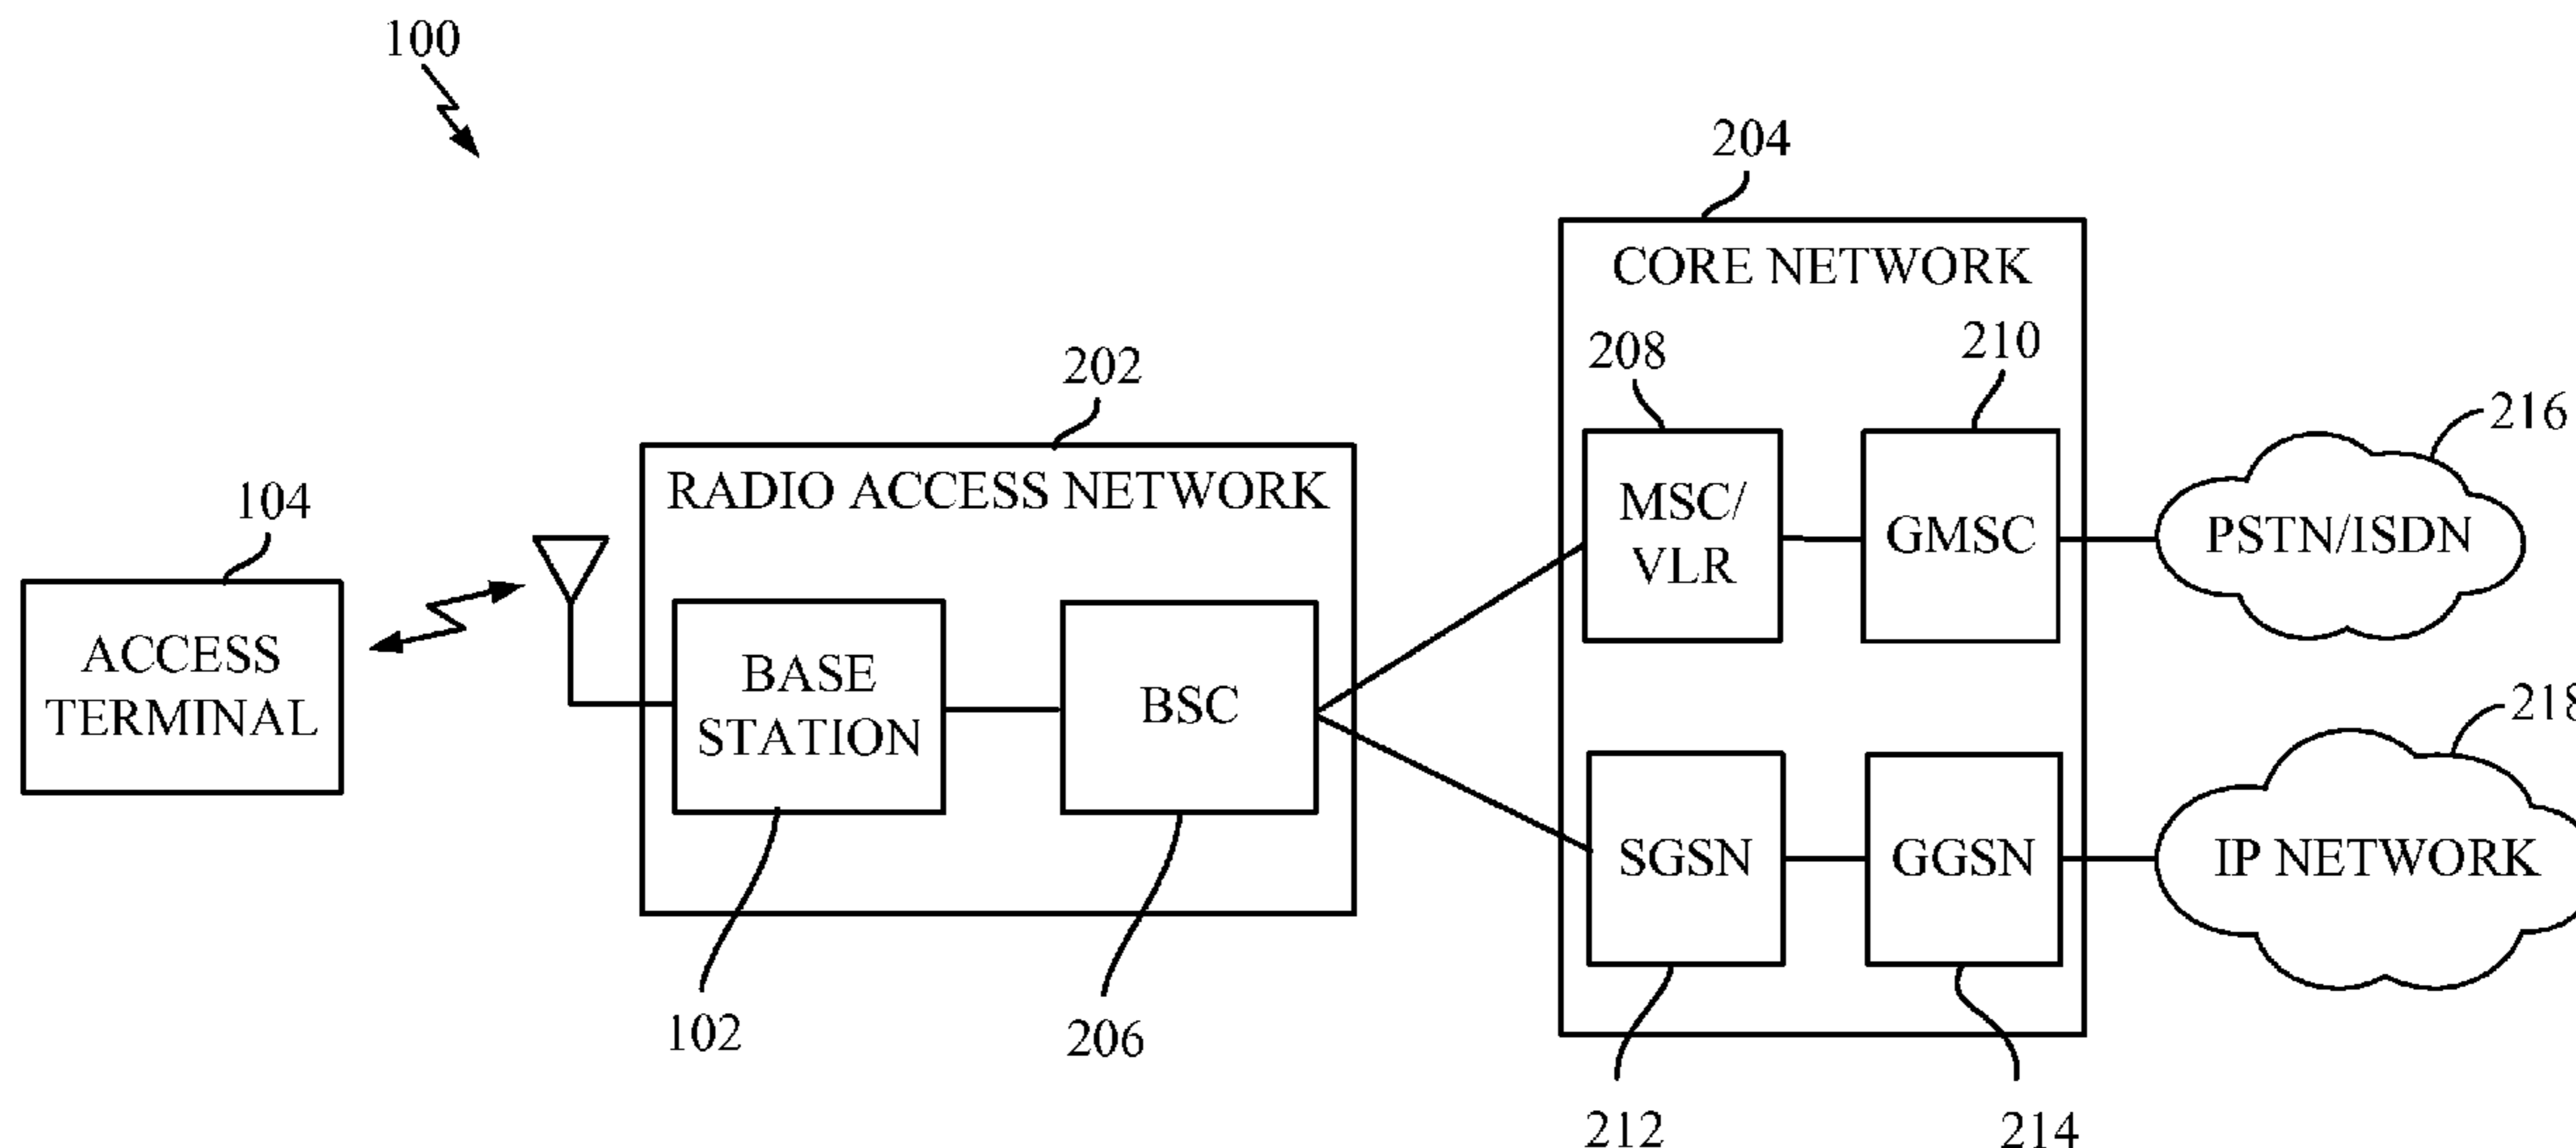 100
204
CORE NETWORK
208
210
202
216
RADIO ACCESS NETWORK
MSC/
VLR
GMSC
PSTN/ISDN
104
ACCESS
TERMINAL
BASE
STATION
BSC
218
SGSN
GGSN
IP NETWORK
102
206
212
214